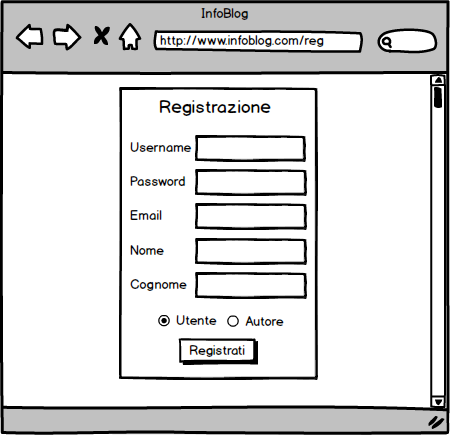 InfoBlog
http://www.infoblog.com/reg
Registrazione
Username
Password
Email
Nome
Cognome
Utente Autore
Registrati